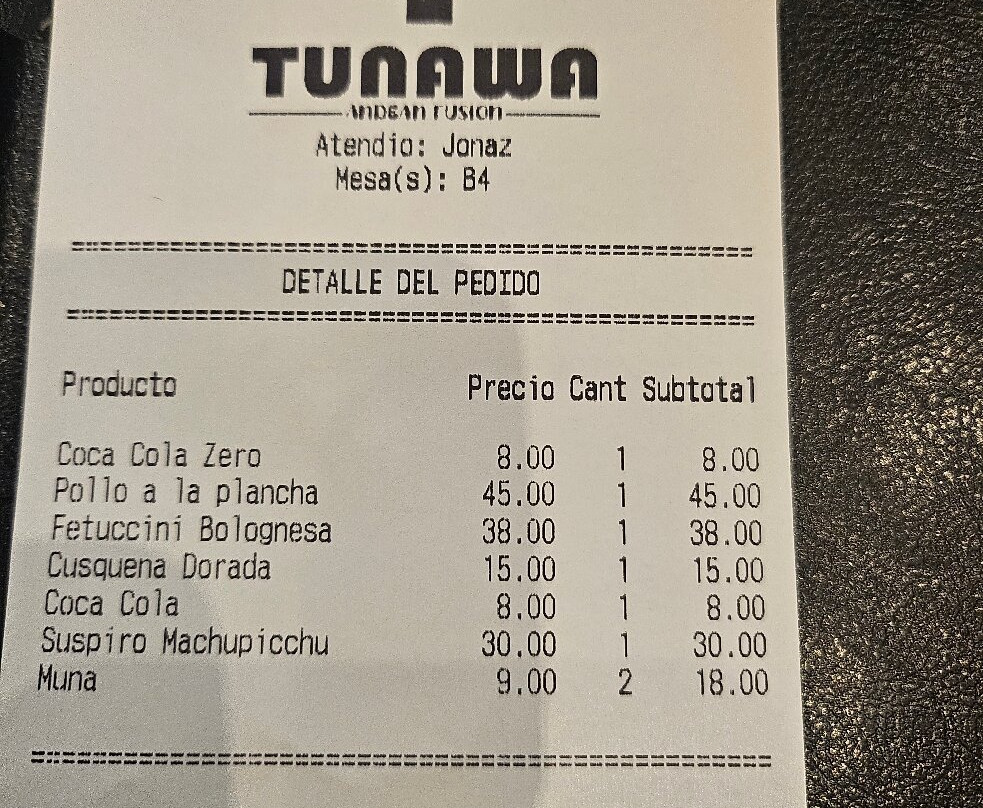 TUNAWA
ANDEAN FUSION
Atendio: Jonaz
Mesa(s): B4
==========================================================
DETALLE DEL PEDIDO
==========================================================
Producto Precio Cant Subtotal
Coca Cola Zero 8.00 1 8.00
Pollo a la plancha 45.00 1 45.00
Fetuccini Bolognesa 38.00 1 38.00
Cusquena Dorada 15.00 1 15.00
Coca Cola 8.00 1 8.00
Suspiro Machupicchu 30.00 1 30.00
Muna 9.00 2 18.00
==========================================================